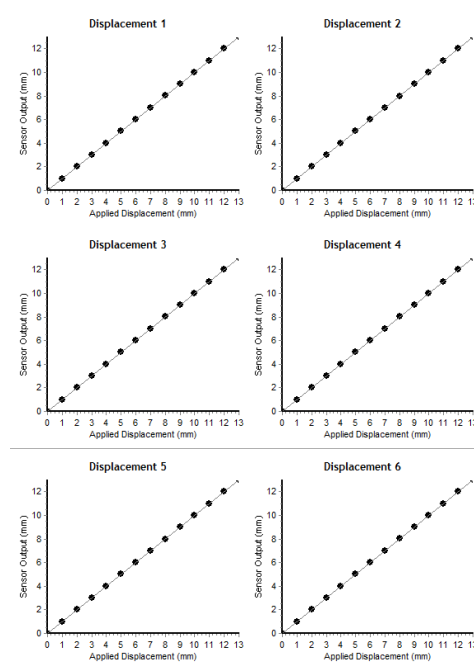 Displacement 1
Sensor Output (mm)
12
10
8
6
4
2
0
0 1 2 3 4 5 6 7 8 9 10 11 12 13
Applied Displacement (mm)
Displacement 2
Sensor Output (mm)
12
10
8
6
4
2
0
0 1 2 3 4 5 6 7 8 9 10 11 12 13
Applied Displacement (mm)
Displacement 3
Sensor Output (mm)
12
10
8
6
4
2
0
0 1 2 3 4 5 6 7 8 9 10 11 12 13
Applied Displacement (mm)
Displacement 4
Sensor Output (mm)
12
10
8
6
4
2
0
0 1 2 3 4 5 6 7 8 9 10 11 12 13
Applied Displacement (mm)
Displacement 5
Sensor Output (mm)
12
10
8
6
4
2
0
0 1 2 3 4 5 6 7 8 9 10 11 12 13
Applied Displacement (mm)
Displacement 6
Sensor Output (mm)
12
10
8
6
4
2
0
0 1 2 3 4 5 6 7 8 9 10 11 12 13
Applied Displacement (mm)